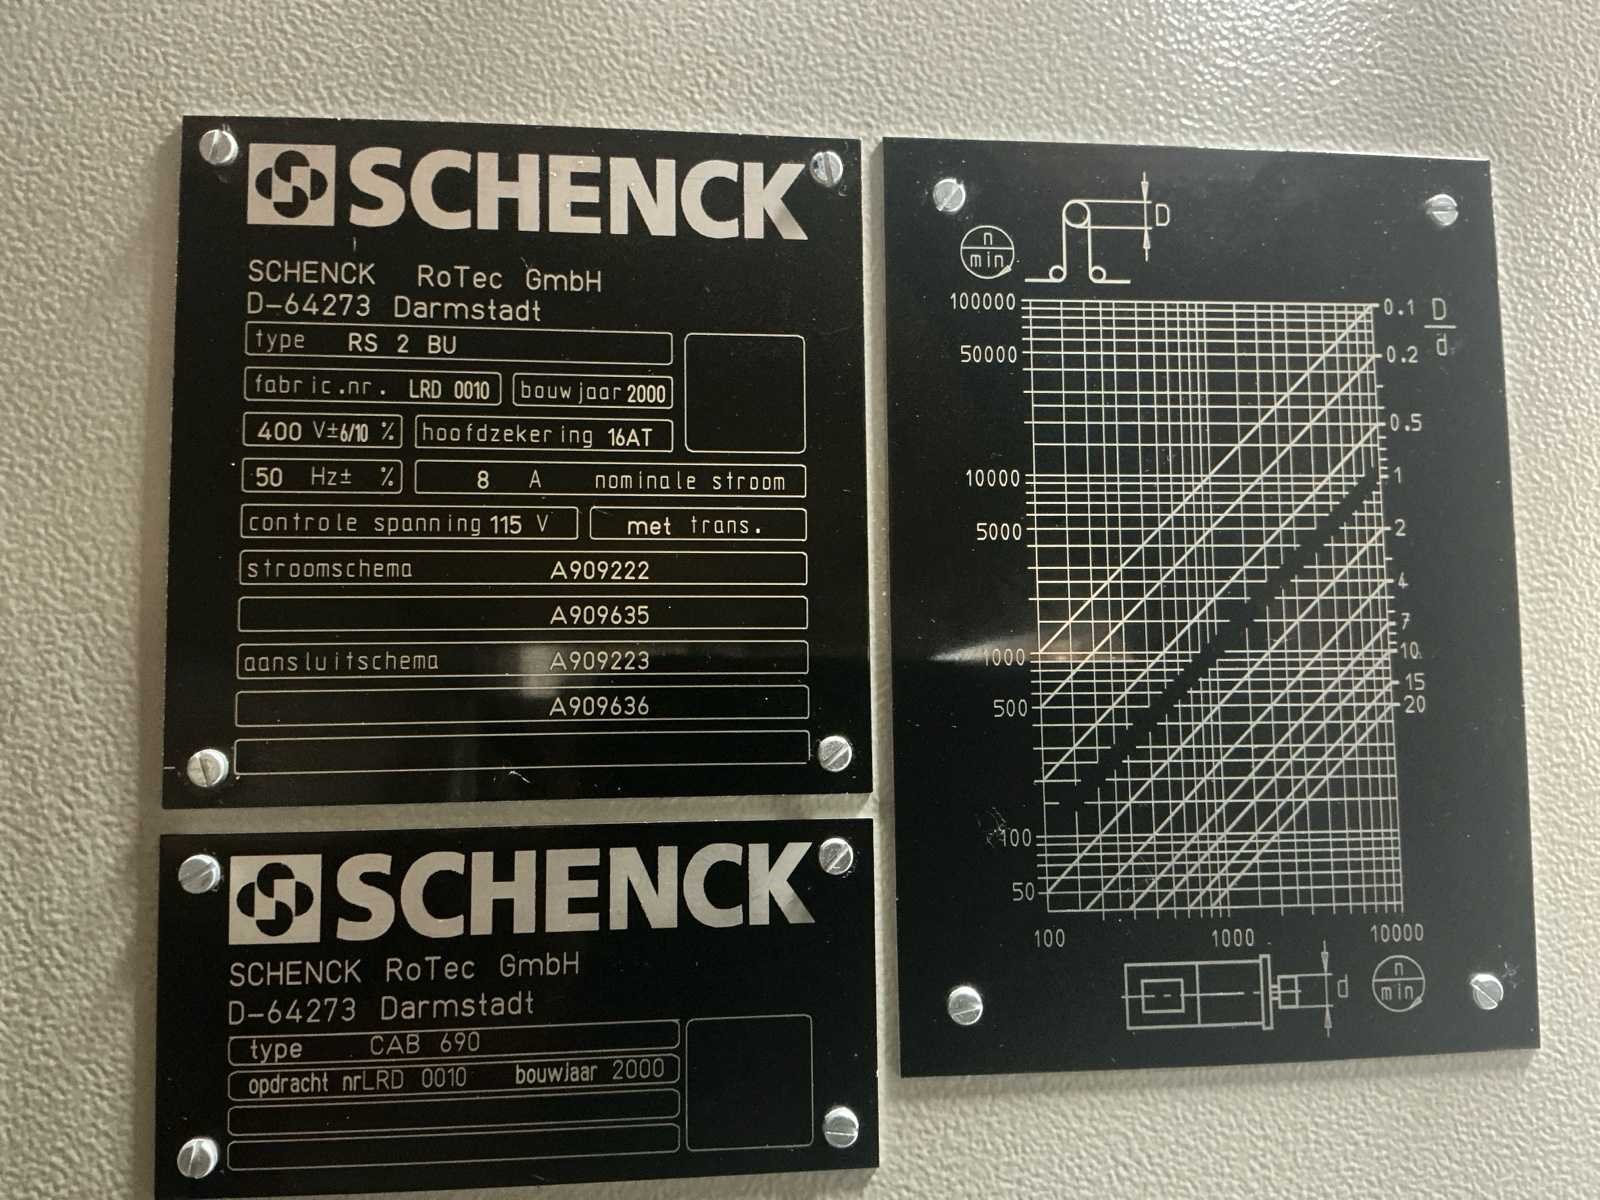 SCHENCK
SCHENCK RoTec GmbH
D-64273 Darmstadt
type RS 2 BU
fabric.nr. LRD 0010 bouwjaar 2000
400 V±6/10 % hoofdzekering 16AT
50 Hz± % 8 A nominale stroom
controle spanning 115 V met trans.
stroomschema A909222
A909635
aansluitschema A909223
A909636
SCHENCK
SCHENCK RoTec GmbH
D-64273 Darmstadt
type CAB 690
opdracht nr LRD 0010 bouwjaar 2000
D
n
min
100000
50000
10000
5000
1000
500
100
50
0.1
D
d
0.2
0.5
1
2
4
7
10
15
20
100 1000 10000
d
n
min